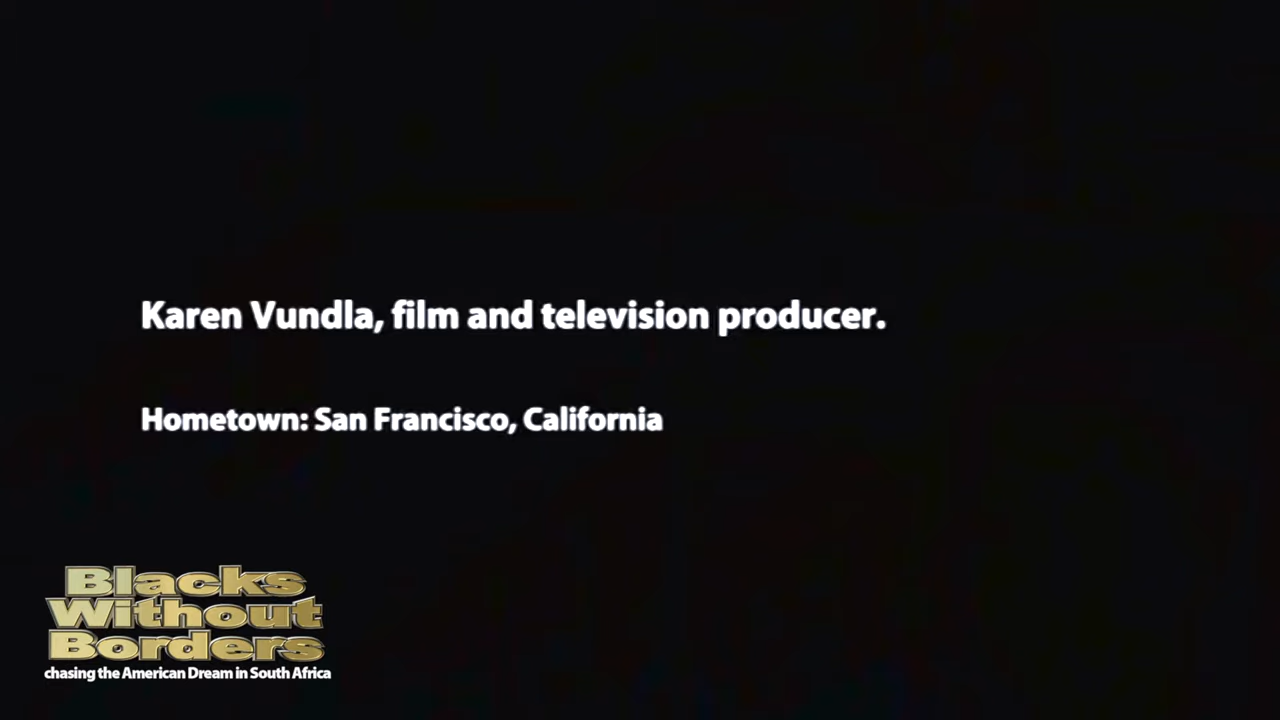 Karen Vundla, film and television producer.
Hometown: San Francisco, California
Blacks
Without
Borders
chasing the American Dream in South Africa